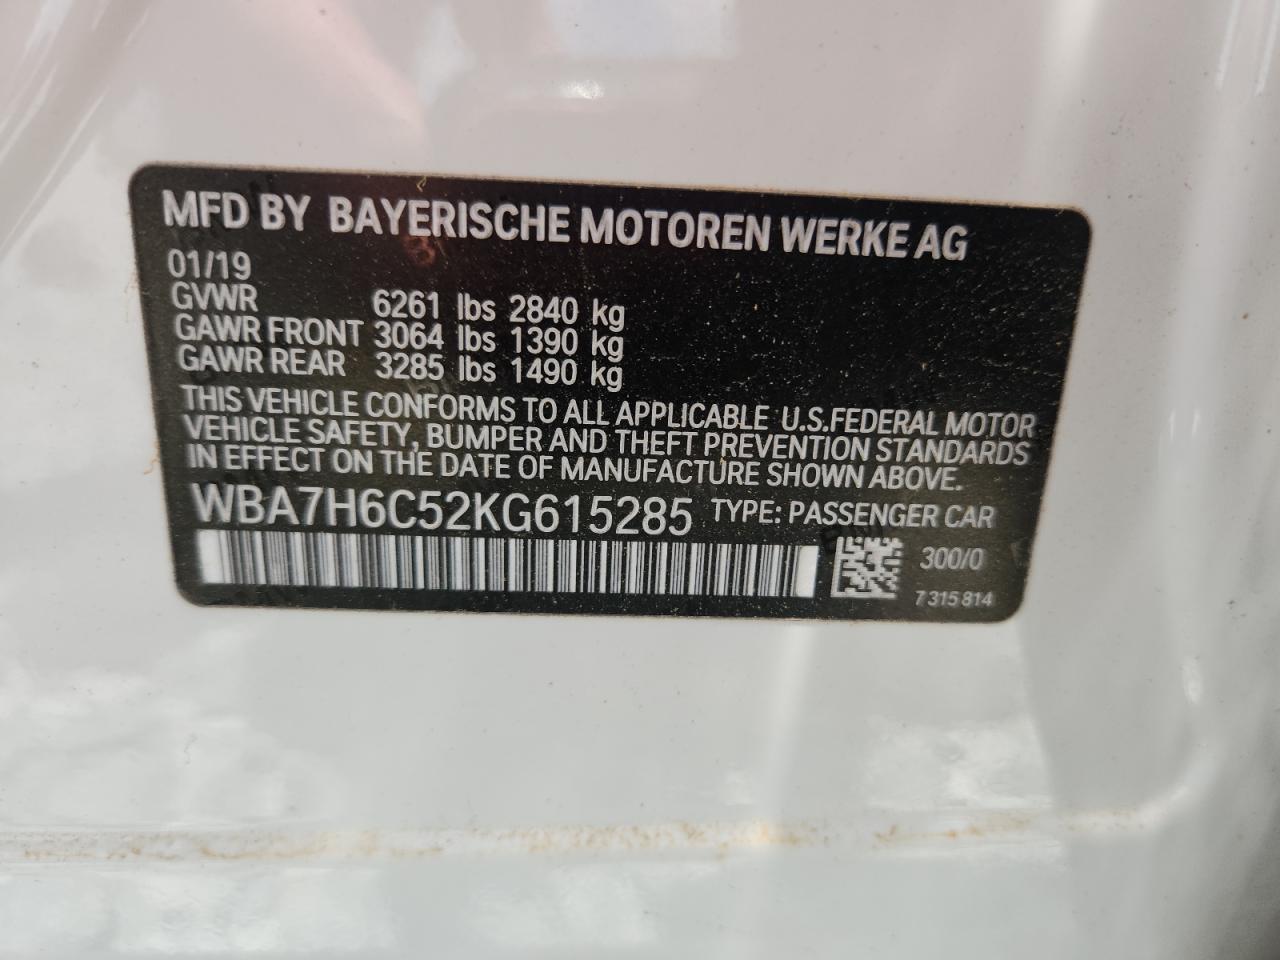 MFD BY BAYERISCHE MOTOREN WERKE AG
01/19
GVWR 6261 lbs 2840 kg
GAWR FRONT 3064 lbs 1390 kg
GAWR REAR 3285 lbs 1490 kg
THIS VEHICLE CONFORMS TO ALL APPLICABLE U.S.FEDERAL MOTOR
VEHICLE SAFETY, BUMPER AND THEFT PREVENTION STANDARDS
IN EFFECT ON THE DATE OF MANUFACTURE SHOWN ABOVE.
WBA7H6C52KG615285 TYPE: PASSENGER CAR
300/0
7 315 814